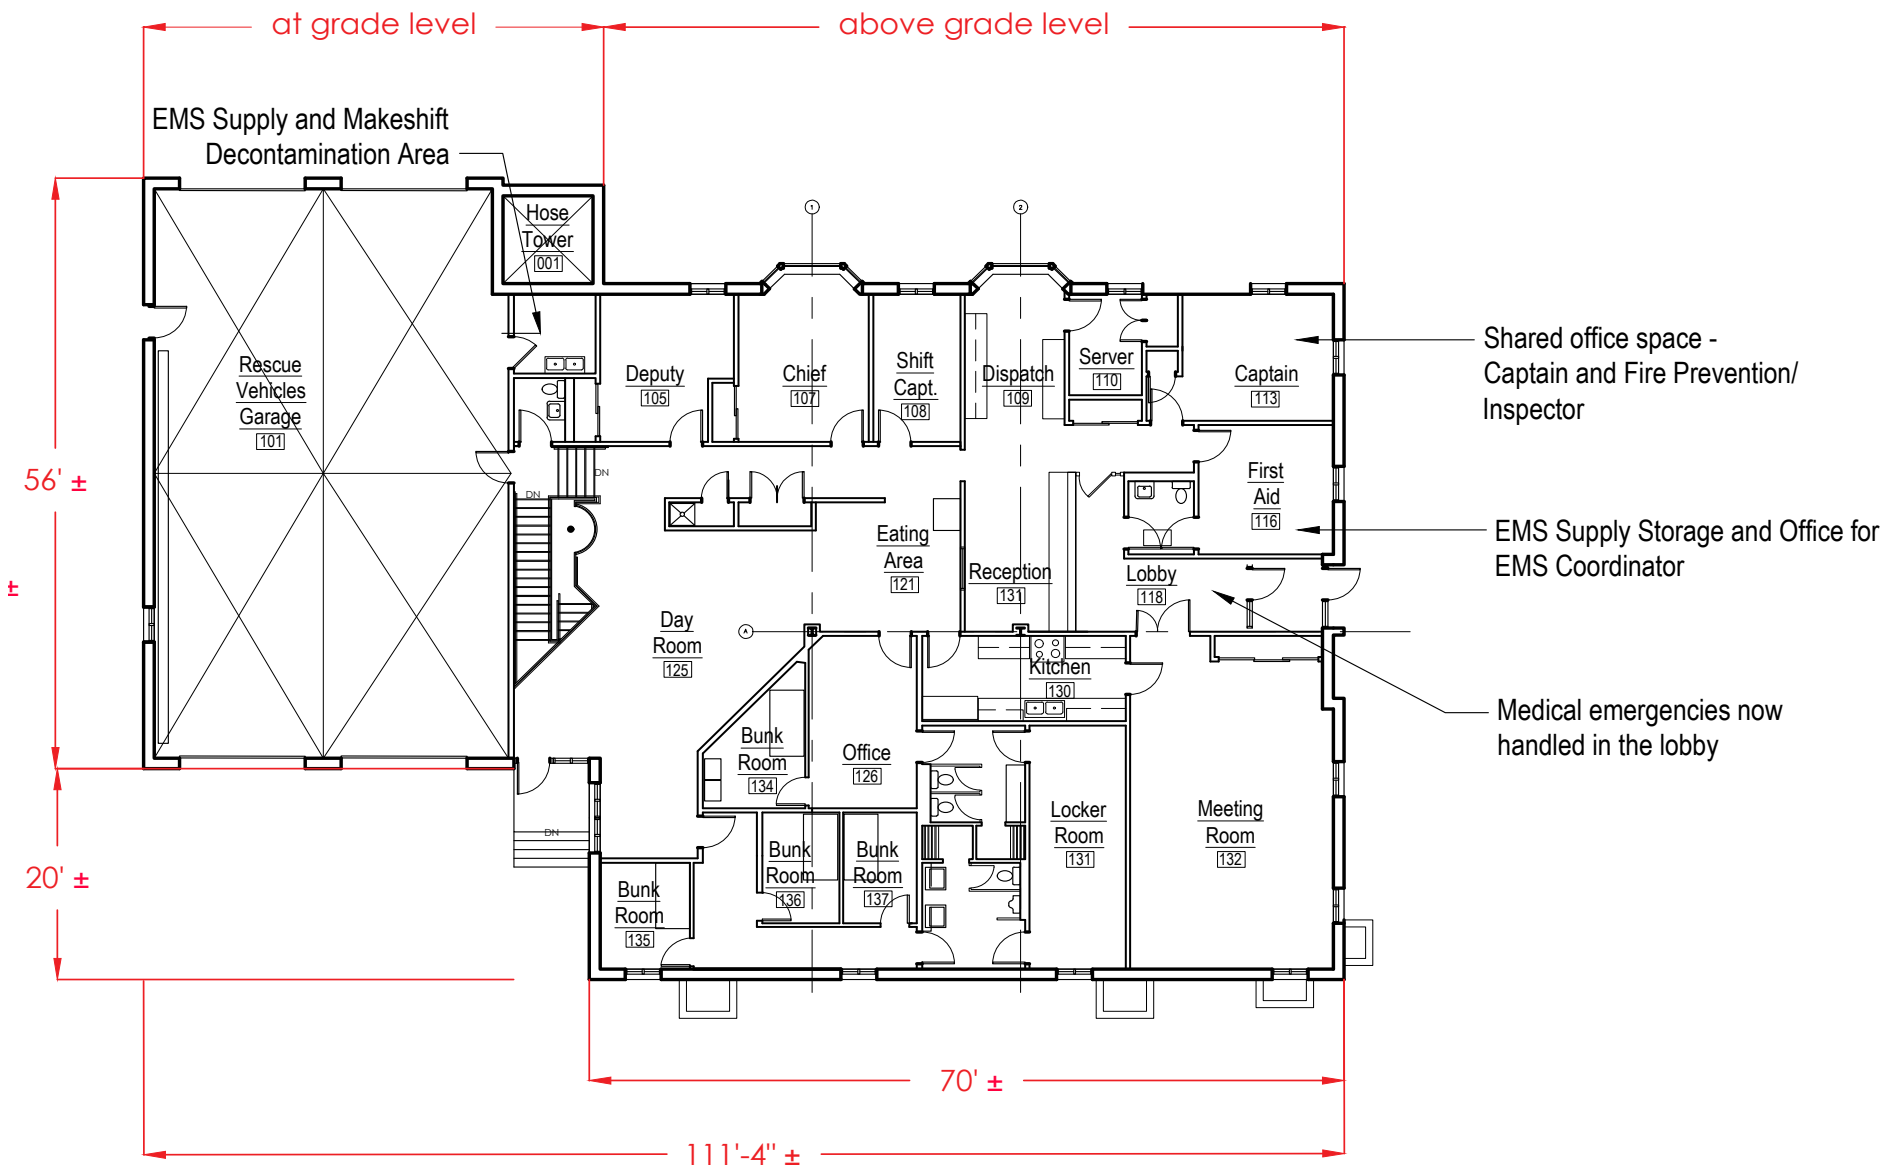 at grade level
above grade level
EMS Supply and Makeshift
Decontamination Area
Hose
Tower
001
1
2
Rescue
Vehicles
Garage
101
Deputy
105
Chief
107
Shift
Capt.
108
Dispatch
109
Server
110
Captain
113
Shared office space -
Captain and Fire Prevention/
Inspector
First
Aid
116
EMS Supply Storage and Office for
EMS Coordinator
56' ±
±
DN
DN
Eating
Area
121
Reception
131
Lobby
118
Day
Room
125
A
Kitchen
130
Medical emergencies now
handled in the lobby
Bunk
Room
134
Office
126
Locker
Room
131
Meeting
Room
132
DN
Bunk
Room
136
Bunk
Room
137
Bunk
Room
135
20' ±
70' ±
111'-4" ±